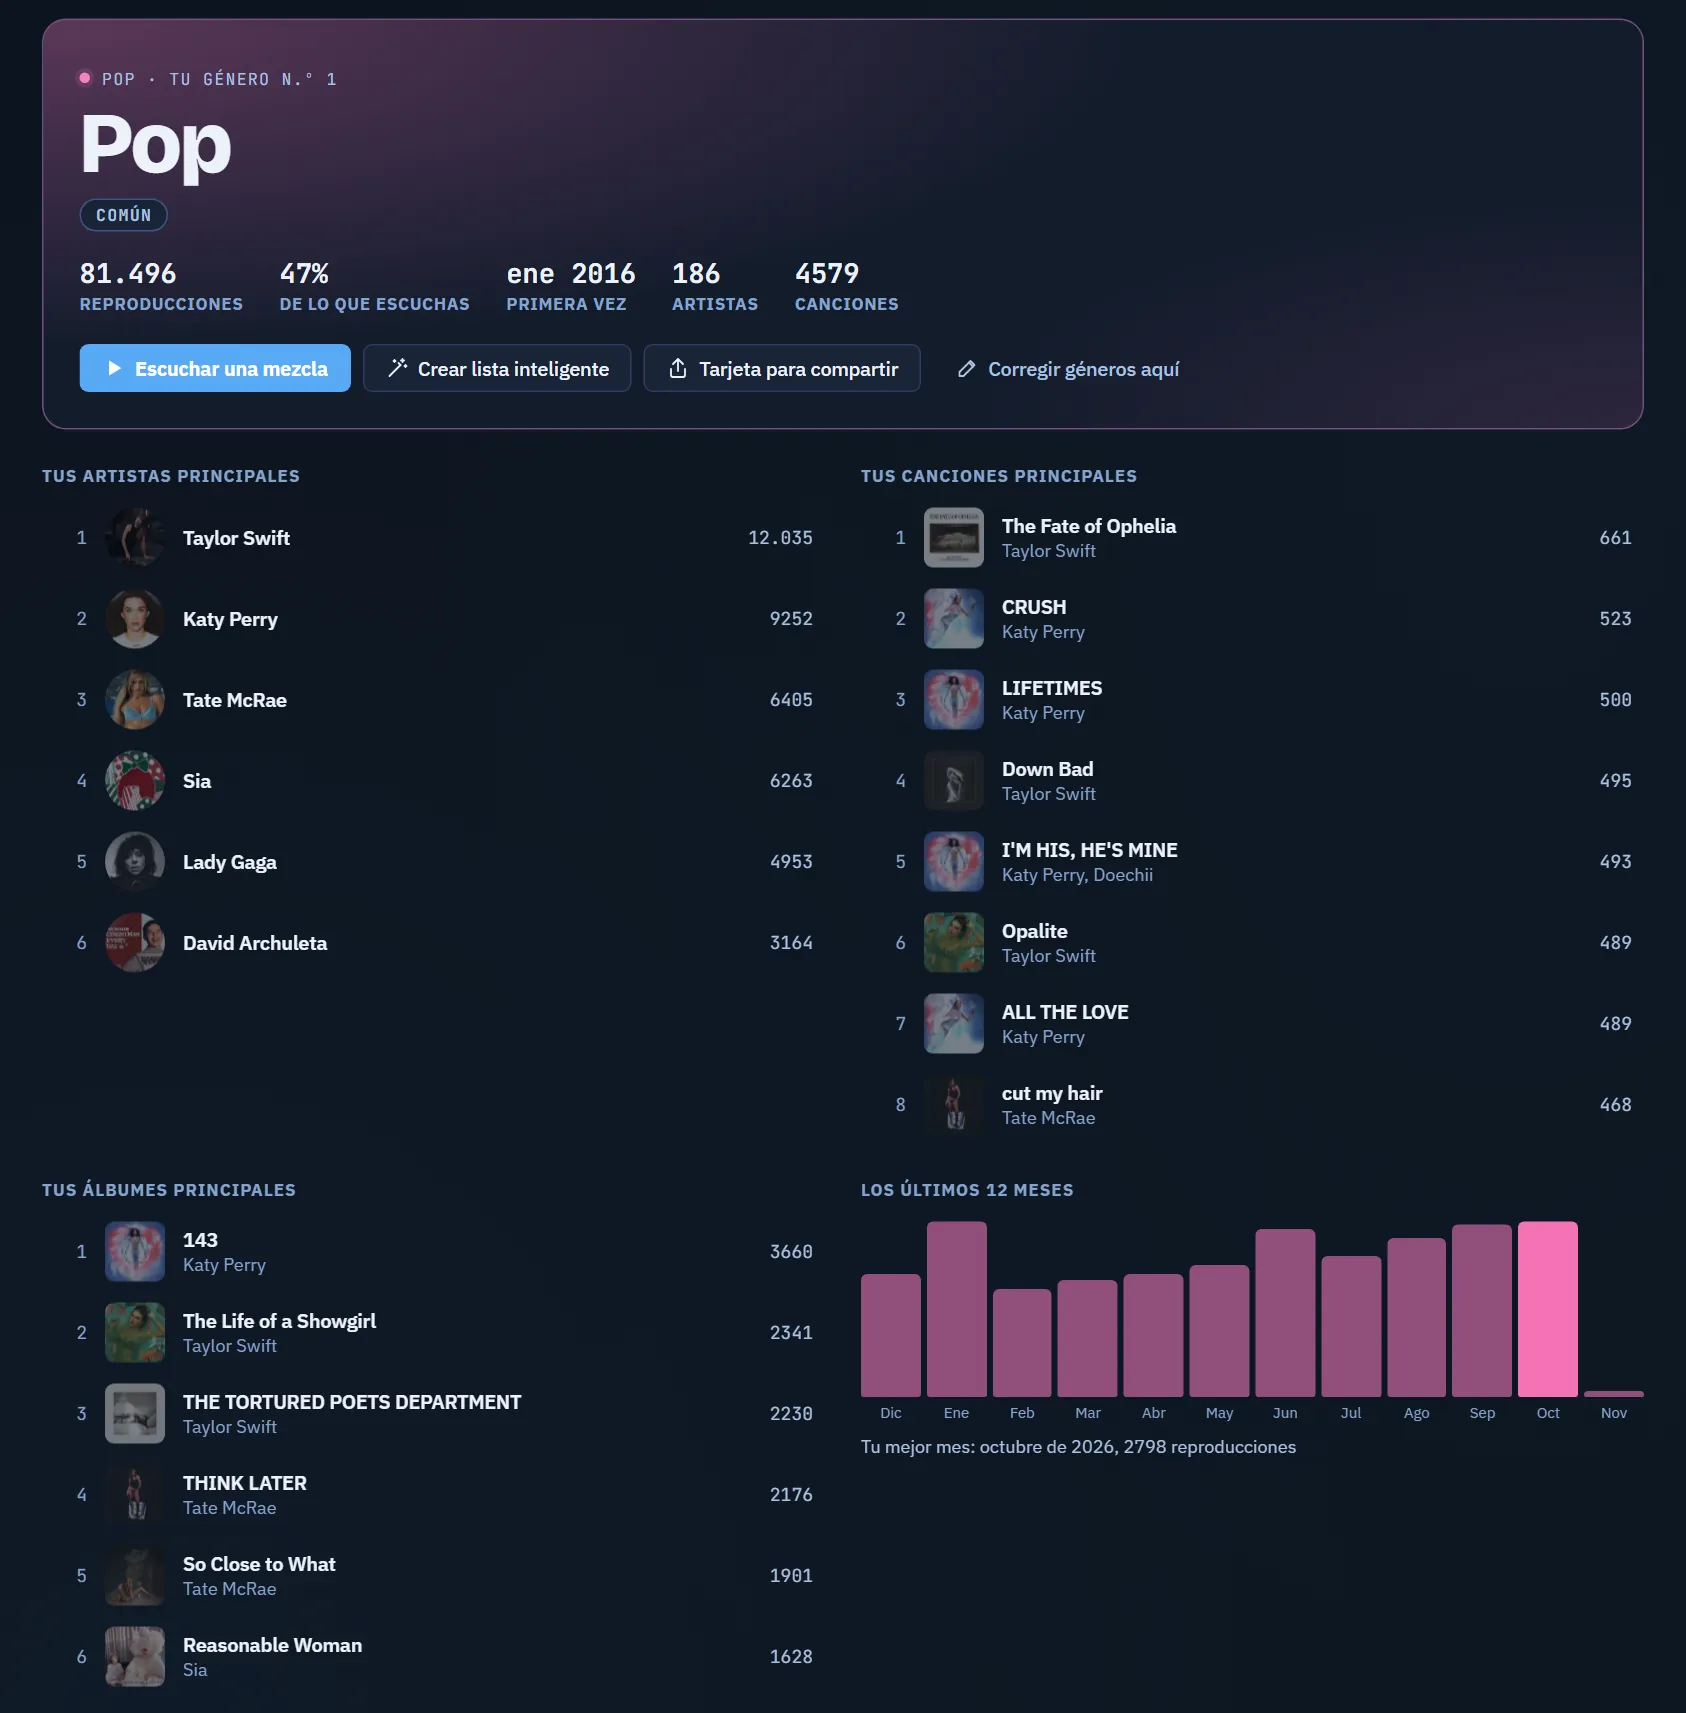 POP · TU GÉNERO N.º 1
Pop
COMÚN
81.496
REPRODUCCIONES
47%
DE LO QUE ESCUCHAS
ene 2016
PRIMERA VEZ
186
ARTISTAS
4579
CANCIONES
Escuchar una mezcla
Crear lista inteligente
Tarjeta para compartir
Corregir géneros aquí
TUS ARTISTAS PRINCIPALES
1 Taylor Swift 12.035
2 Katy Perry 9252
3 Tate McRae 6405
4 Sia 6263
5 Lady Gaga 4953
6 David Archuleta 3164
TUS CANCIONES PRINCIPALES
1 The Fate of Ophelia 661
Taylor Swift
2 CRUSH 523
Katy Perry
3 LIFETIMES 500
Katy Perry
4 Down Bad 495
Taylor Swift
5 I'M HIS, HE'S MINE 493
Katy Perry, Doechii
6 Opalite 489
Taylor Swift
7 ALL THE LOVE 489
Katy Perry
8 cut my hair 468
Tate McRae
TUS ÁLBUMES PRINCIPALES
1 143 3660
Katy Perry
2 The Life of a Showgirl 2341
Taylor Swift
3 THE TORTURED POETS DEPARTMENT 2230
Taylor Swift
4 THINK LATER 2176
Tate McRae
5 So Close to What 1901
Tate McRae
6 Reasonable Woman 1628
Sia
LOS ÚLTIMOS 12 MESES
Dic Ene Feb Mar Abr May Jun Jul Ago Sep Oct Nov
Tu mejor mes: octubre de 2026, 2798 reproducciones